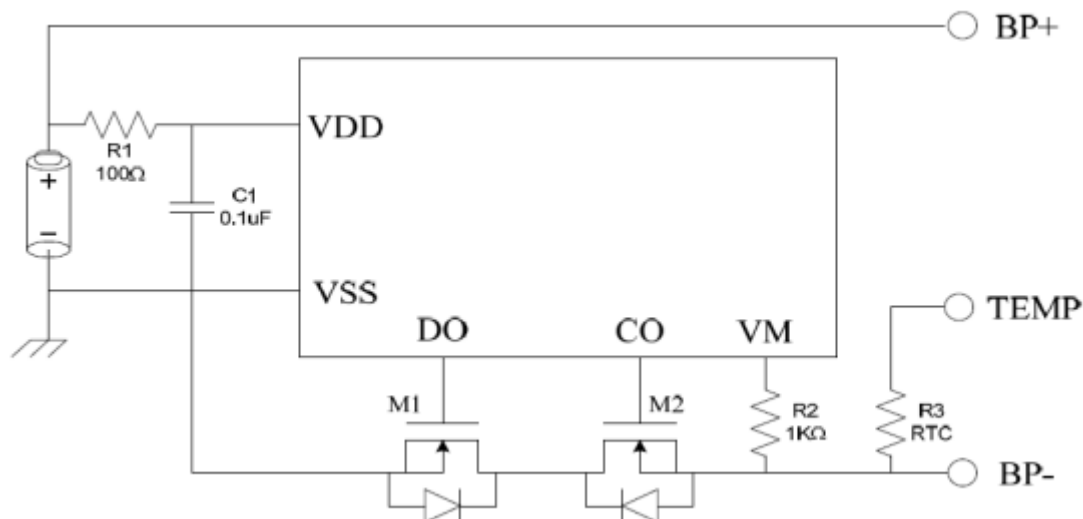 BP+
VDD
R1
100Ω
+
C1
0.1uF
−
VSS
TEMP
DO
CO
VM
M1
M2
R2
1KΩ
R3
RTC
BP-